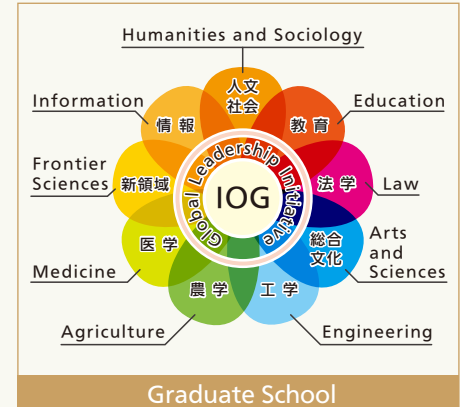 Humanities and Sociology
人文
社会
Information
情報
教育
Education
Global Leadership Initiative
Frontier
Sciences
新領域
IOG
法学
Law
医学
総合
文化
Arts
and
Sciences
Medicine
農学
工学
Agriculture
Engineering
Graduate School